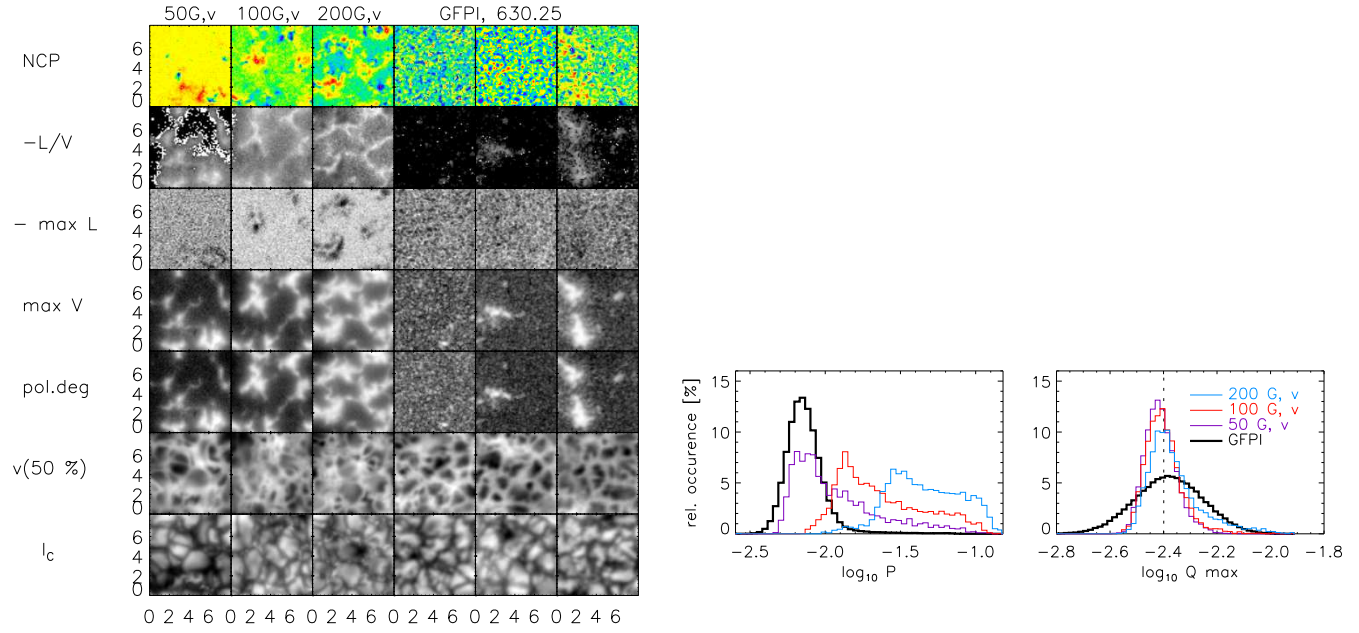 50G,v 100G,v 200G,v GFPI, 630.25
NCP
6
4
2
0
−L/V
6
4
2
0
− max L
6
4
2
0
max V
6
4
2
0
pol.deg
6
4
2
0
v(50 %)
6
4
2
0
I_c
6
4
2
0
0 2 4 6 0 2 4 6 0 2 4 6 0 2 4 6 0 2 4 6 0 2 4 6
rel. occurence [%]
15
10
5
0
−2.5 −2.0 −1.5 −1.0
log₁₀ P
15
10
5
0
200 G, v
100 G, v
50 G, v
GFPI
−2.8 −2.6 −2.4 −2.2 −2.0 −1.8
log₁₀ Q max